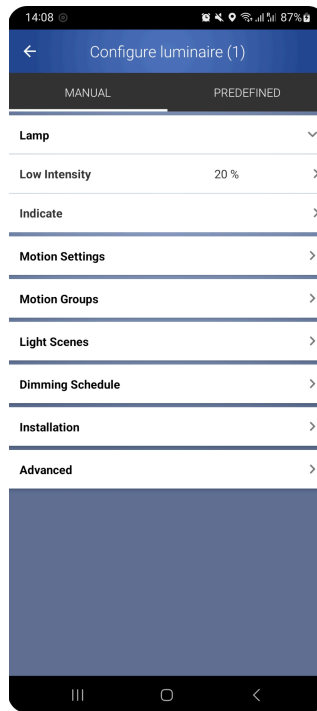 14:08 87%
Configure luminaire (1)
MANUAL PREDEFINED
Lamp
Low Intensity 20 %
Indicate
Motion Settings
Motion Groups
Light Scenes
Dimming Schedule
Installation
Advanced